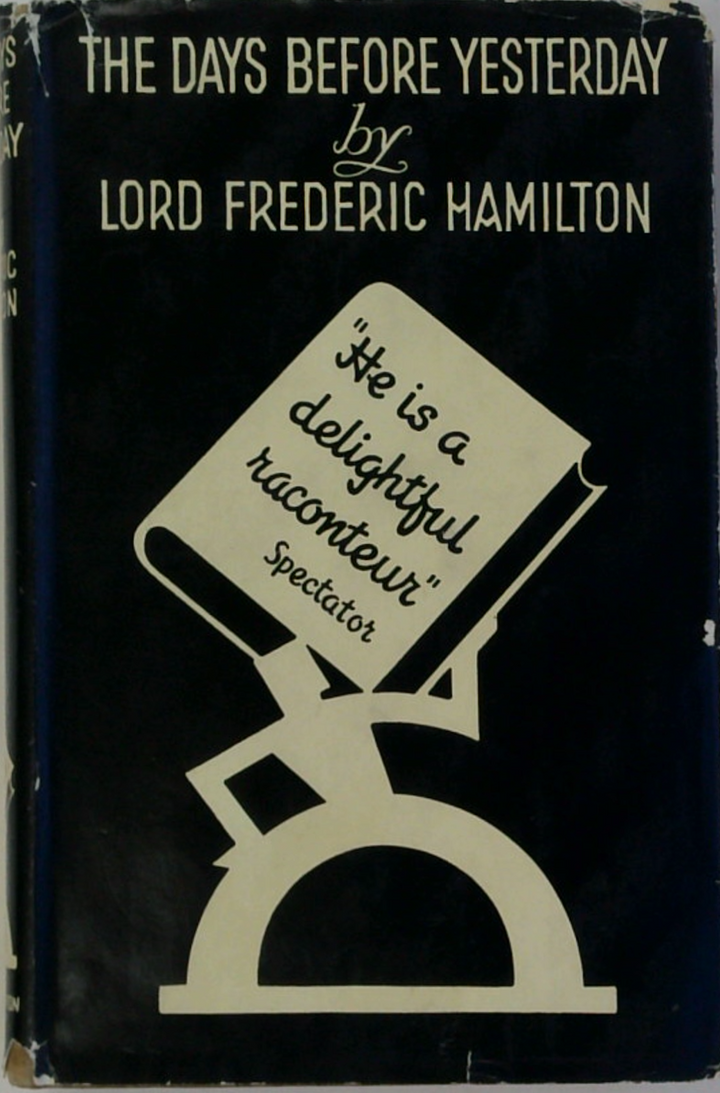 THE DAYS BEFORE YESTERDAY
by
LORD FREDERIC HAMILTON
"He is a
delightful
raconteur"
Spectator